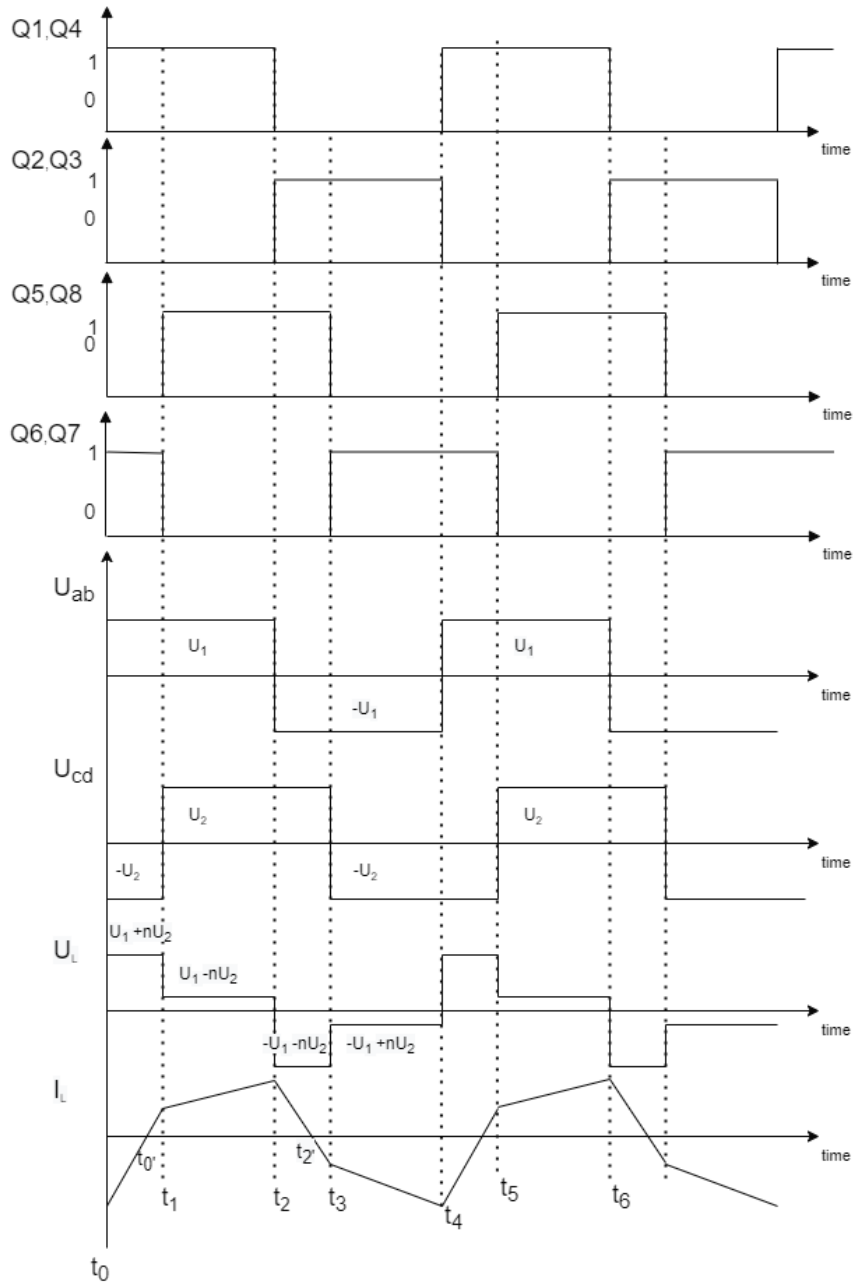 Q1,Q4
1
0
time
Q2,Q3
1
0
time
Q5,Q8
1
0
time
Q6,Q7
1
0
time
Uab
U1
U1
-U1
time
Ucd
U2
U2
-U2
-U2
time
U1 +nU2
UL
U1 -nU2
-U1 -nU2
-U1 +nU2
time
IL
time
t0'
t2'
t1
t2
t3
t4
t5
t6
t0